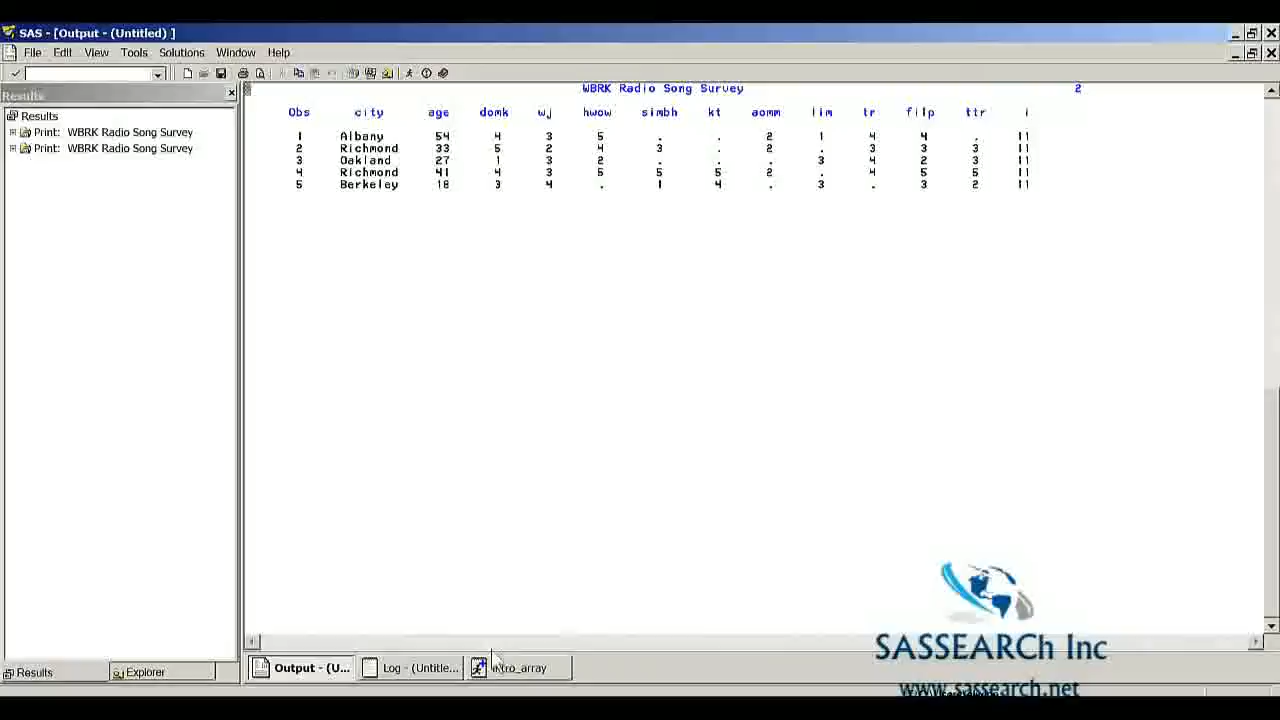 SAS - [Output - (Untitled) ]
File Edit View Tools Solutions Window Help
Results
Results
Print: WBRK Radio Song Survey
Print: WBRK Radio Song Survey
WBRK Radio Song Survey 2
Obs city age domk wj hwow simbh kt aomm lim tr filp ttr i
1 Albany 54 4 3 5 . . 2 1 4 4 . 11
2 Richmond 33 5 2 4 3 . 2 . 3 3 3 11
3 Oakland 27 1 3 2 . . . 3 4 2 3 11
4 Richmond 41 4 3 5 5 5 2 . 4 5 5 11
5 Berkeley 18 3 4 . 1 4 . 3 . 3 2 11
SASSEARCh Inc
www.sassearch.net
Output - (U... Log - (Untitle... intro_array
Results Explorer